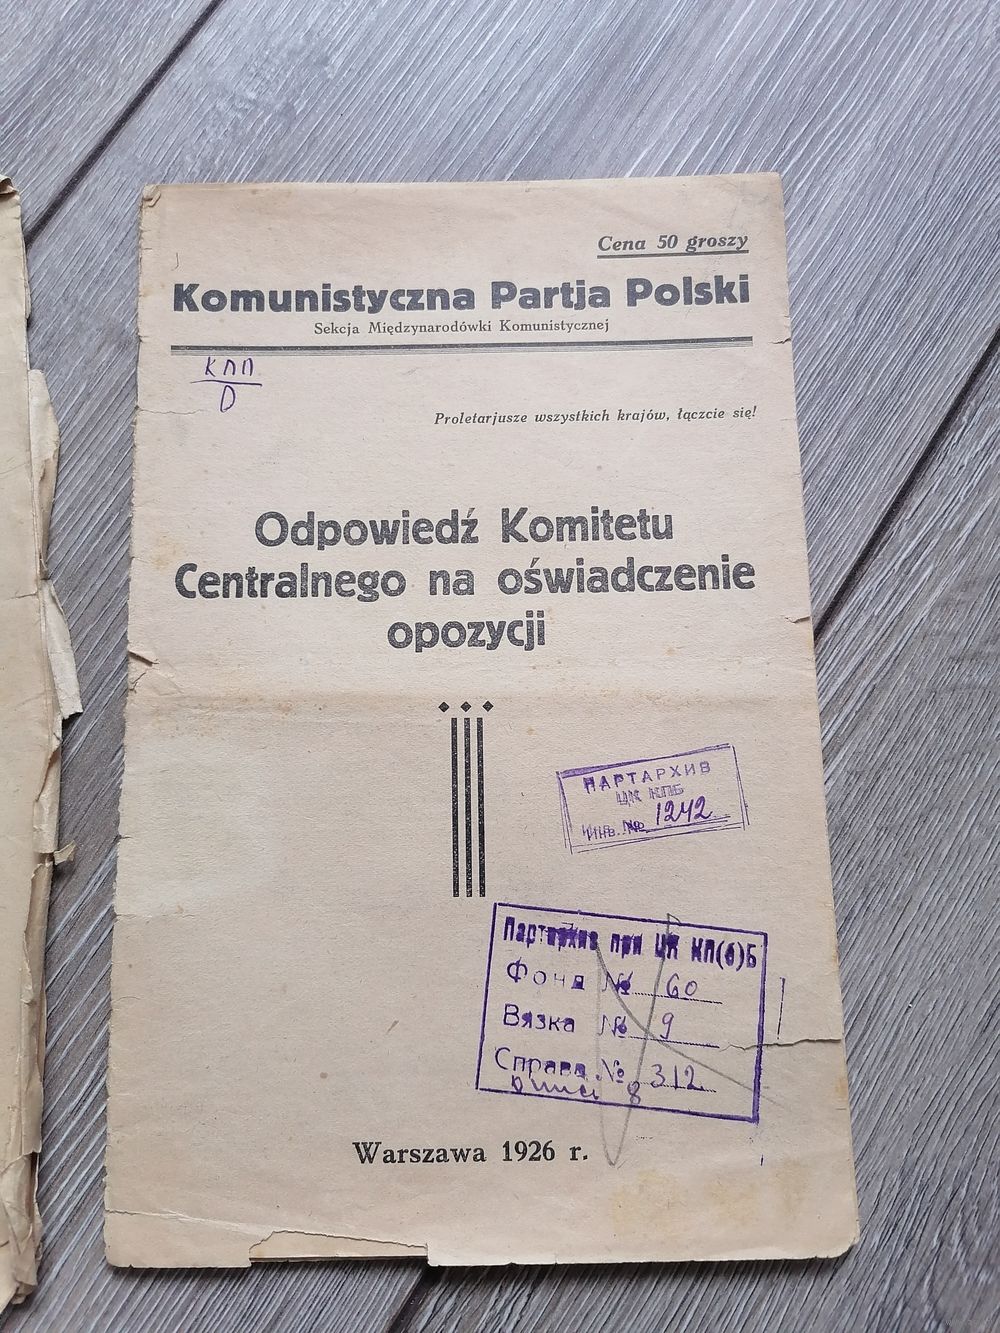 Cena 50 groszy
Komunistyczna Partja Polski
Sekcja Międzynarodówki Komunistycznej
КПП
D
Proletarjusze wszystkich krajów, łączcie się!
Odpowiedź Komitetu
Centralnego na oświadczenie
opozycji
ПАРТАРХИВ
ЦК КПБ
Инв. № 1242
Партархив при ЦК КП(б)Б
Фонд № 60
Вязка № 9
Справа № 312
8
Warszawa 1926 r.